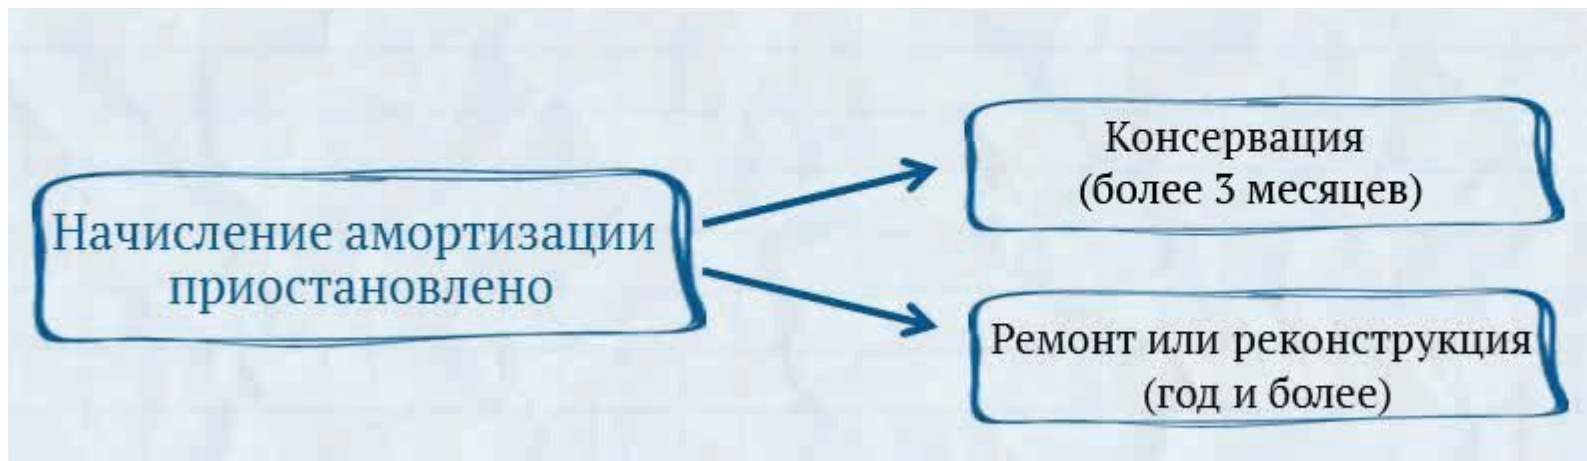 Начисление амортизации
приостановлено
Консервация
(более 3 месяцев)
Ремонт или реконструкция
(год и более)